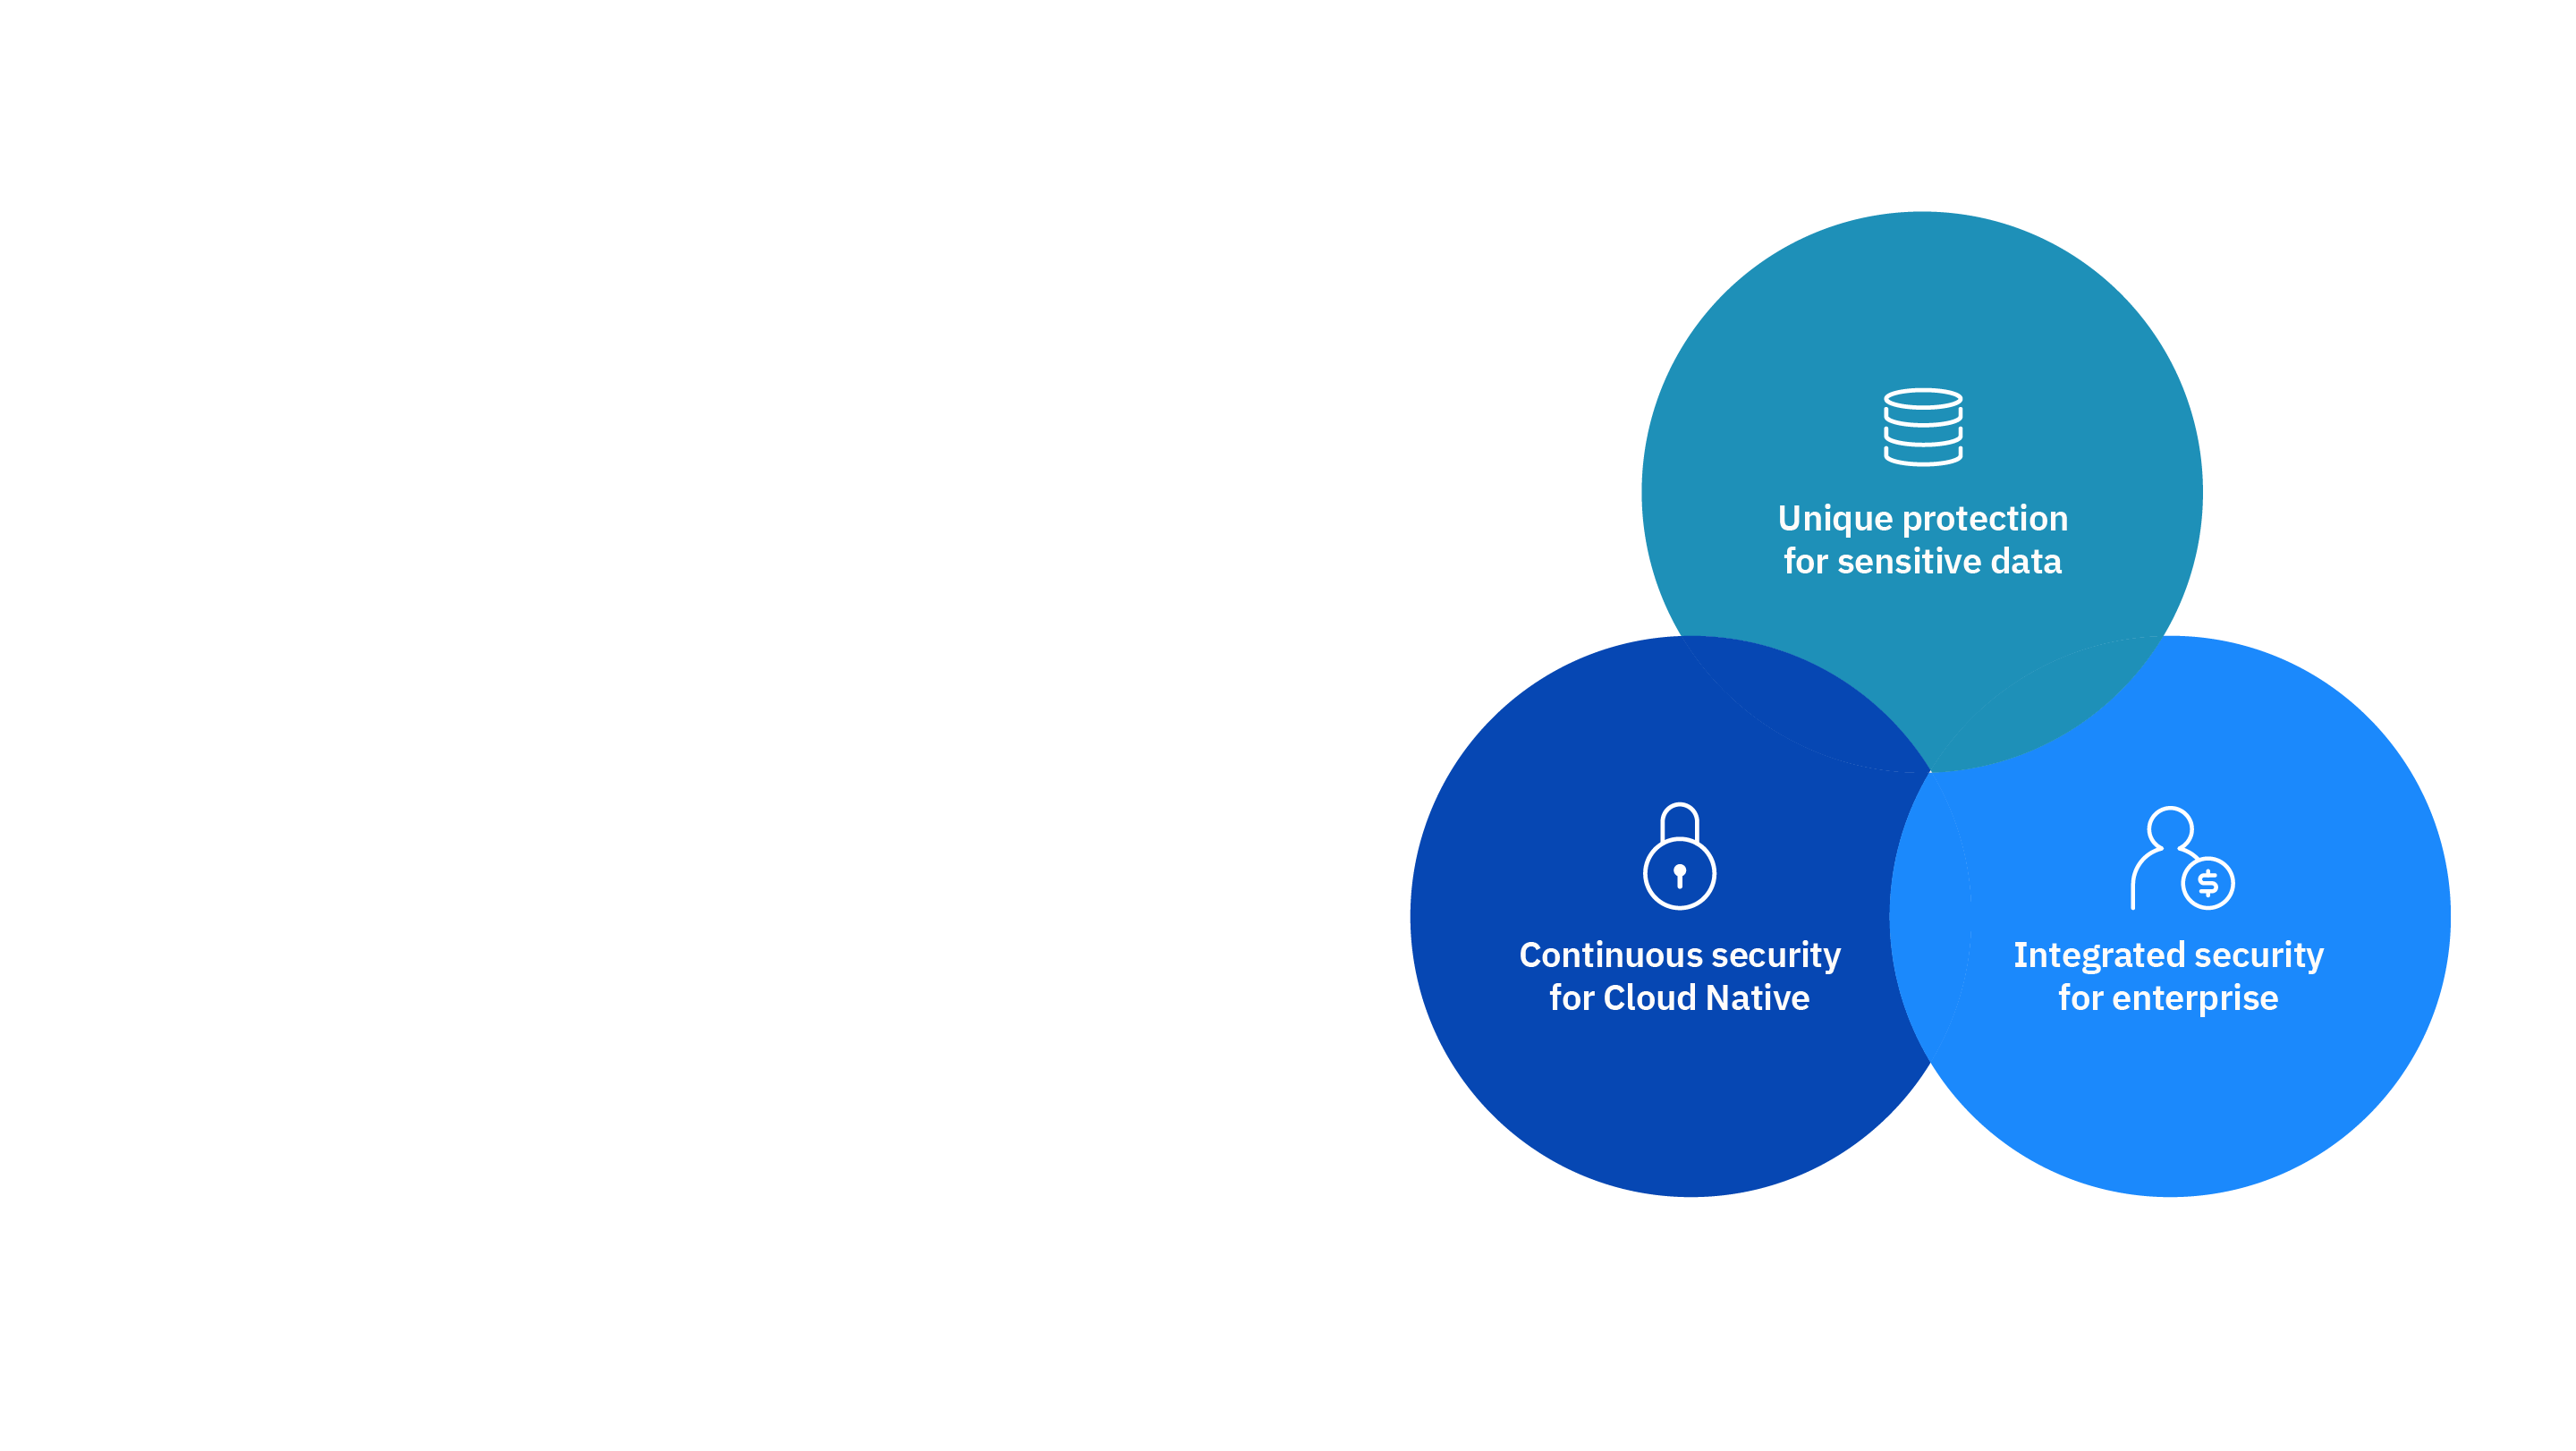 Unique protection
for sensitive data
Continuous security
for Cloud Native
Integrated security
for enterprise